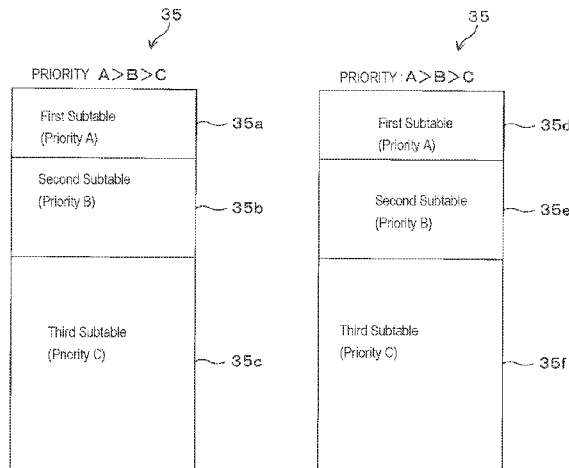 35
PRIORITY A>B>C
First Subtable
(Priority A)
35a
Second Subtable
(Priority B)
35b
Third Subtable
(Priority C)
35c
35
PRIORITY : A>B>C
First Subtable
(Priority A)
35d
Second Subtable
(Priority B)
35e
Third Subtable
(Priority C)
35f